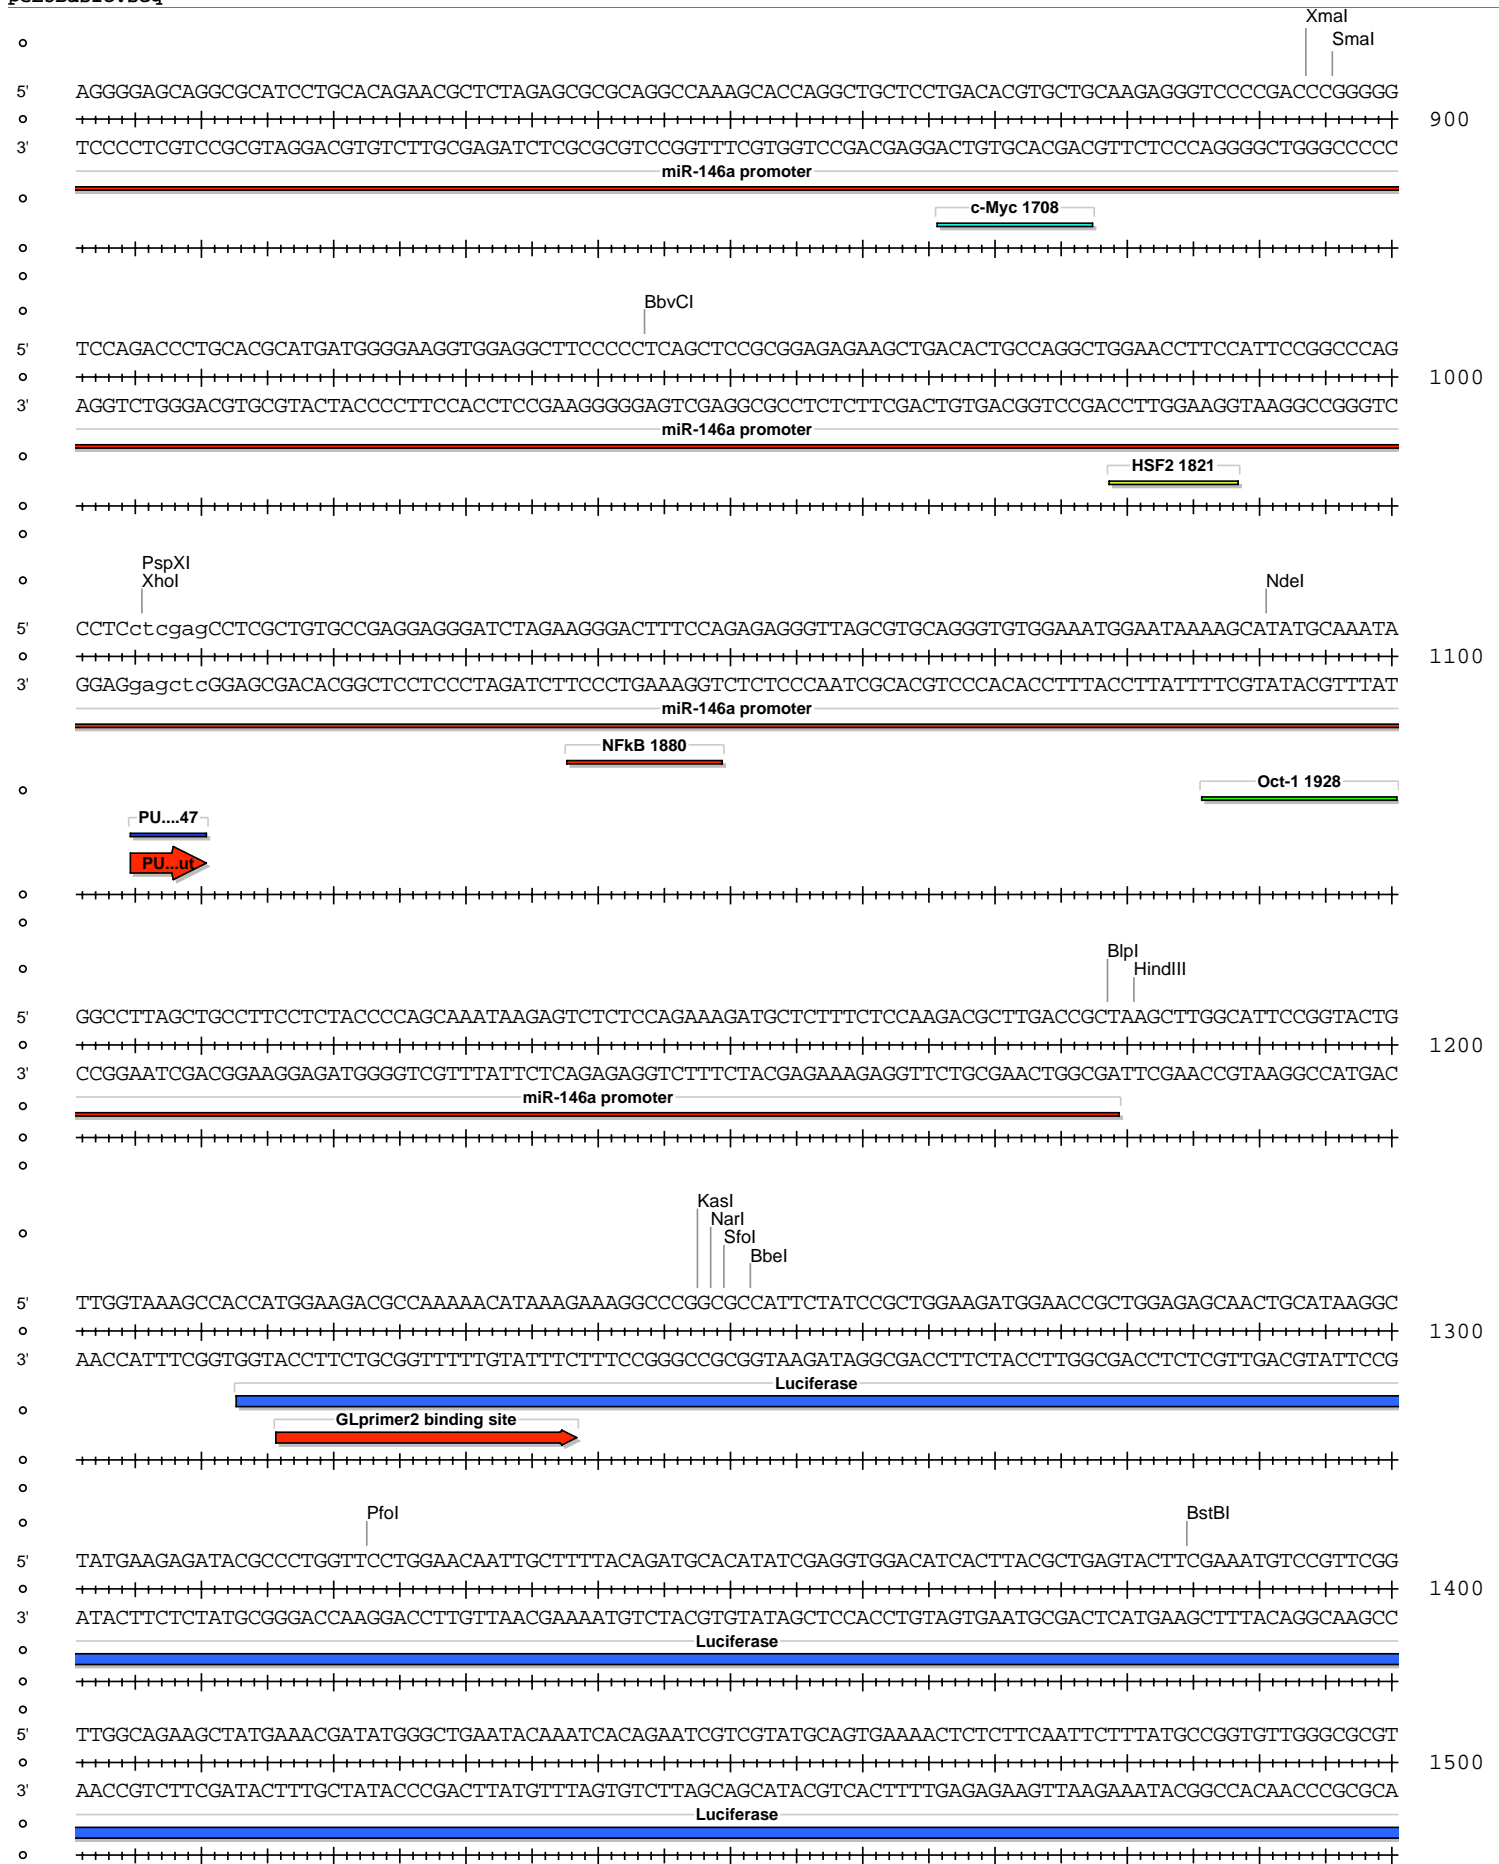 XmaI
SmaI
5' AGGGGAGCAGGCGCATCCTGCACAGAACGCTCTAGAGCGCGCAGGCCAAAGCACCAGGCTGCTCCTGACACGTGCTGCAAGAGGGTCCCCGACCCGGGGG
900
3' TCCCCTCGTCCGCGTAGGACGTGTCTTGCGAGATCTCGCGCGTCCGGTTTCGTGGTCCGACGAGGACTGTGCACGACGTTCTCCCAGGGGCTGGGCCCCC
miR-146a promoter
c-Myc 1708
BbvCI
5' TCCAGACCCTGCACGCATGATGGGGAAGGTGGAGGCTTCCCCCTCAGCTCCGCGGAGAGAAGCTGACACTGCCAGGCTGGAACCTTCCATTCCGGCCCAG
1000
3' AGGTCTGGGACGTGCGTACTACCCCTTCCACCTCCGAAGGGGGAGTCGAGGCGCCTCTCTTCGACTGTGACGGTCCGACCTTGGAAGGTAAGGCCGGGTC
miR-146a promoter
HSF2 1821
PspXI
XhoI
NdeI
5' CCTCctcgagCCTCGCTGTGCCGAGGAGGGATCTAGAAGGGACTTTCCAGAGAGGGTTAGCGTGCAGGGTGTGGAAATGGAATAAAAGCATATGCAAATA
1100
3' GGAGgagctcGGAGCGACACGGCTCCTCCCTAGATCTTCCCTGAAAGGTCTCTCCCAATCGCACGTCCCACACCTTTACCTTATTTTCGTATACGTTTAT
miR-146a promoter
NFkB 1880
Oct-1 1928
PU....47
PU...ut
BlpI
HindIII
5' GGCCTTAGCTGCCTTCCTCTACCCCAGCAAATAAGAGTCTCTCCAGAAAGATGCTCTTTCTCCAAGACGCTTGACCGCTAAGCTTGGCATTCCGGTACTG
1200
3' CCGGAATCGACGGAAGGAGATGGGGTCGTTTATTCTCAGAGAGGTCTTTCTACGAGAAAGAGGTTCTGCGAACTGGCGATTCGAACCGTAAGGCCATGAC
miR-146a promoter
KasI
NarI
SfoI
BbeI
5' TTGGTAAAGCCACCATGGAAGACGCCAAAAACATAAAGAAAGGCCCGGCGCCATTCTATCCGCTGGAAGATGGAACCGCTGGAGAGCAACTGCATAAGGC
1300
3' AACCATTTCGGTGGTACCTTCTGCGGTTTTTGTATTTCTTTCCGGGCCGCGGTAAGATAGGCGACCTTCTACCTTGGCGACCTCTCGTTGACGTATTCCG
Luciferase
GLprimer2 binding site
PfoI
BstBI
5' TATGAAGAGATACGCCCTGGTTCCTGGAACAATTGCTTTTACAGATGCACATATCGAGGTGGACATCACTTACGCTGAGTACTTCGAAATGTCCGTTCGG
1400
3' ATACTTCTCTATGCGGGACCAAGGACCTTGTTAACGAAAATGTCTACGTGTATAGCTCCACCTGTAGTGAATGCGACTCATGAAGCTTTACAGGCAAGCC
Luciferase
5' TTGGCAGAAGCTATGAAACGATATGGGCTGAATACAAATCACAGAATCGTCGTATGCAGTGAAAACTCTCTTCAATTCTTTATGCCGGTGTTGGGCGCGT
1500
3' AACCGTCTTCGATACTTTGCTATACCCGACTTATGTTTAGTGTCTTAGCAGCATACGTCACTTTTGAGAGAAGTTAAGAAATACGGCCACAACCCGCGCA
Luciferase